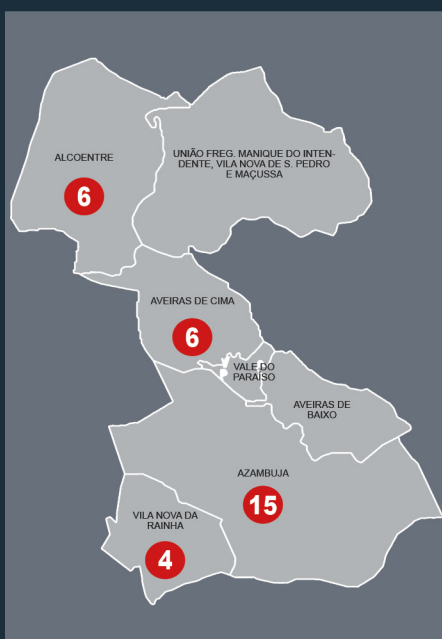 ALCOENTRE
6
UNIÃO FREG. MANIQUE DO INTEN-
DENTE, VILA NOVA DE S. PEDRO
E MAÇUSSA
AVEIRAS DE CIMA
6
VALE DO
PARAÍSO
AVEIRAS DE
BAIXO
AZAMBUJA
15
VILA NOVA DA
RAINHA
4